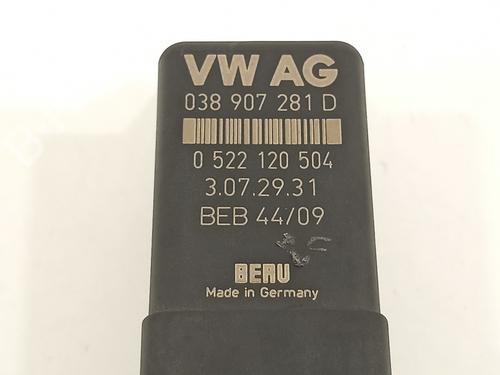 VW AG
038 907 281 D
0 522 120 504
3.07.29.31
BEB 44/09
BERU
Made in Germany